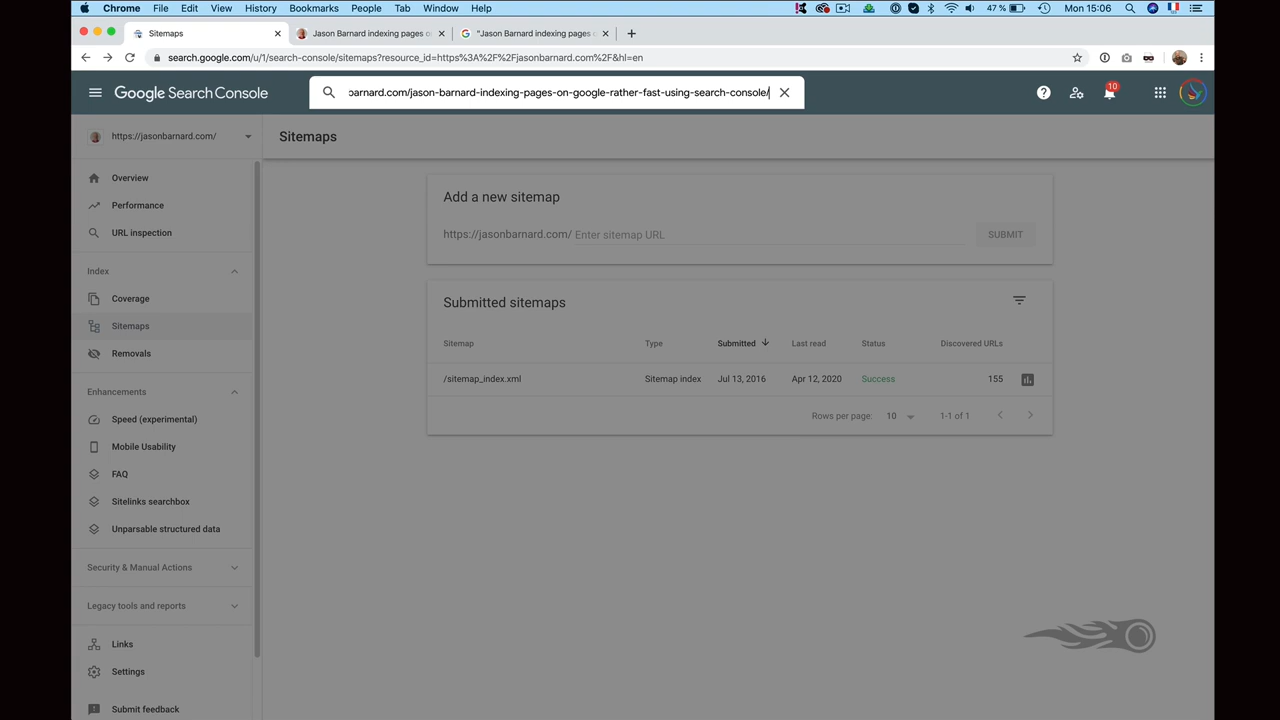 Chrome File Edit View History Bookmarks People Tab Window Help 47 % Mon 15:06
Sitemaps Jason Barnard indexing pages "Jason Barnard indexing pages
search.google.com/u/1/search-console/sitemaps?resource_id=https%3A%2F%2Fjasonbarnard.com%2F&hl=en
Google Search Console
barnard.com/jason-barnard-indexing-pages-on-google-rather-fast-using-search-console/
10
https://jasonbarnard.com/
Sitemaps
Overview
Performance
URL inspection
Index
Coverage
Sitemaps
Removals
Enhancements
Speed (experimental)
Mobile Usability
FAQ
Sitelinks searchbox
Unparsable structured data
Security & Manual Actions
Legacy tools and reports
Links
Settings
Submit feedback
Add a new sitemap
https://jasonbarnard.com/ Enter sitemap URL SUBMIT
Submitted sitemaps
Sitemap Type Submitted Last read Status Discovered URLs
/sitemap_index.xml Sitemap index Jul 13, 2016 Apr 12, 2020 Success 155
Rows per page: 10 1-1 of 1